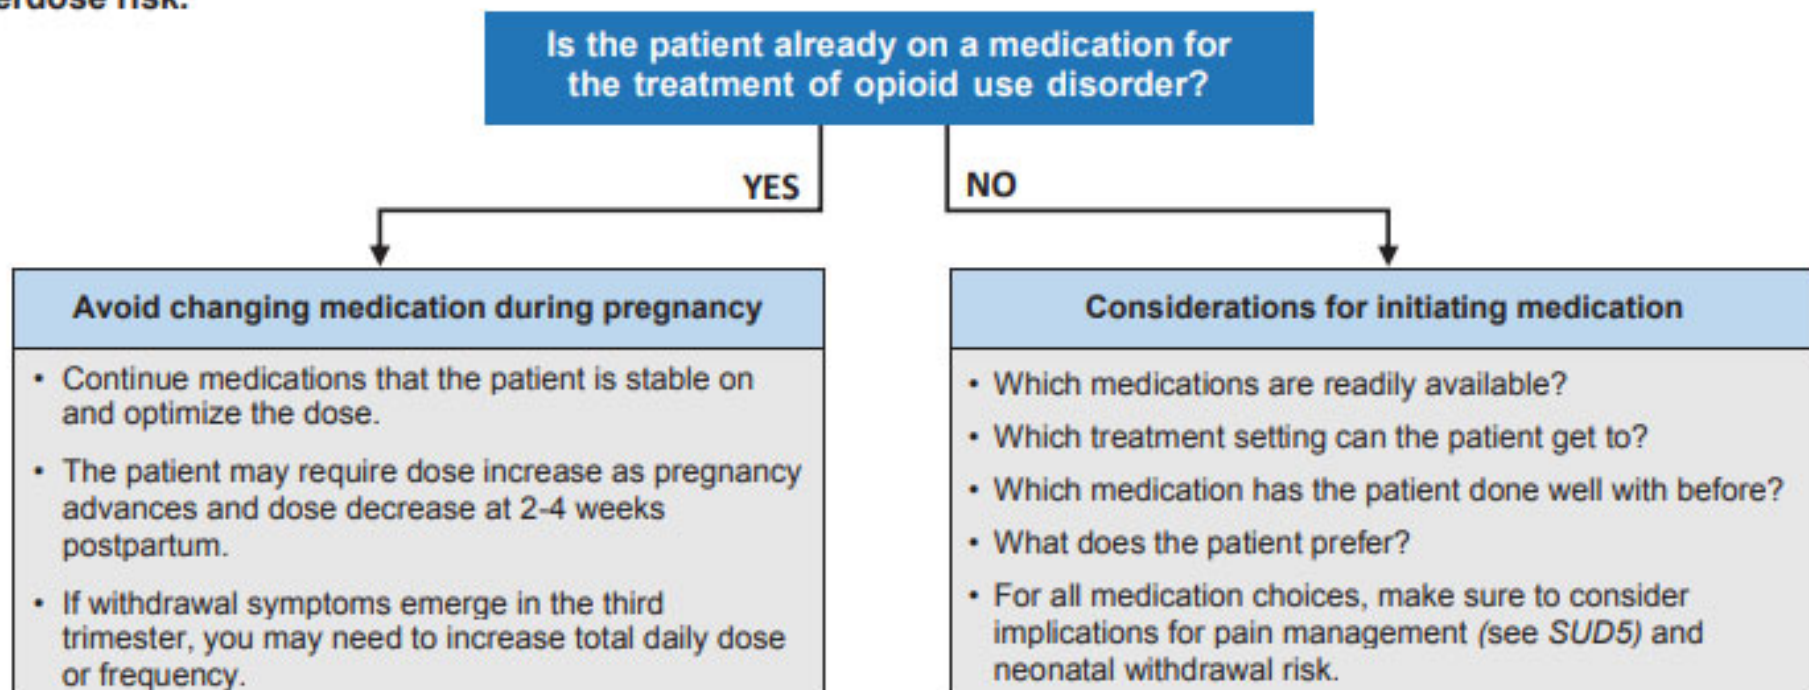 erdose risk.
Is the patient already on a medication for
the treatment of opioid use disorder?
YES
NO
Avoid changing medication during pregnancy
• Continue medications that the patient is stable on
and optimize the dose.
• The patient may require dose increase as pregnancy
advances and dose decrease at 2-4 weeks
postpartum.
• If withdrawal symptoms emerge in the third
trimester, you may need to increase total daily dose
or frequency.
Considerations for initiating medication
• Which medications are readily available?
• Which treatment setting can the patient get to?
• Which medication has the patient done well with before?
• What does the patient prefer?
• For all medication choices, make sure to consider
implications for pain management (see SUD5) and
neonatal withdrawal risk.